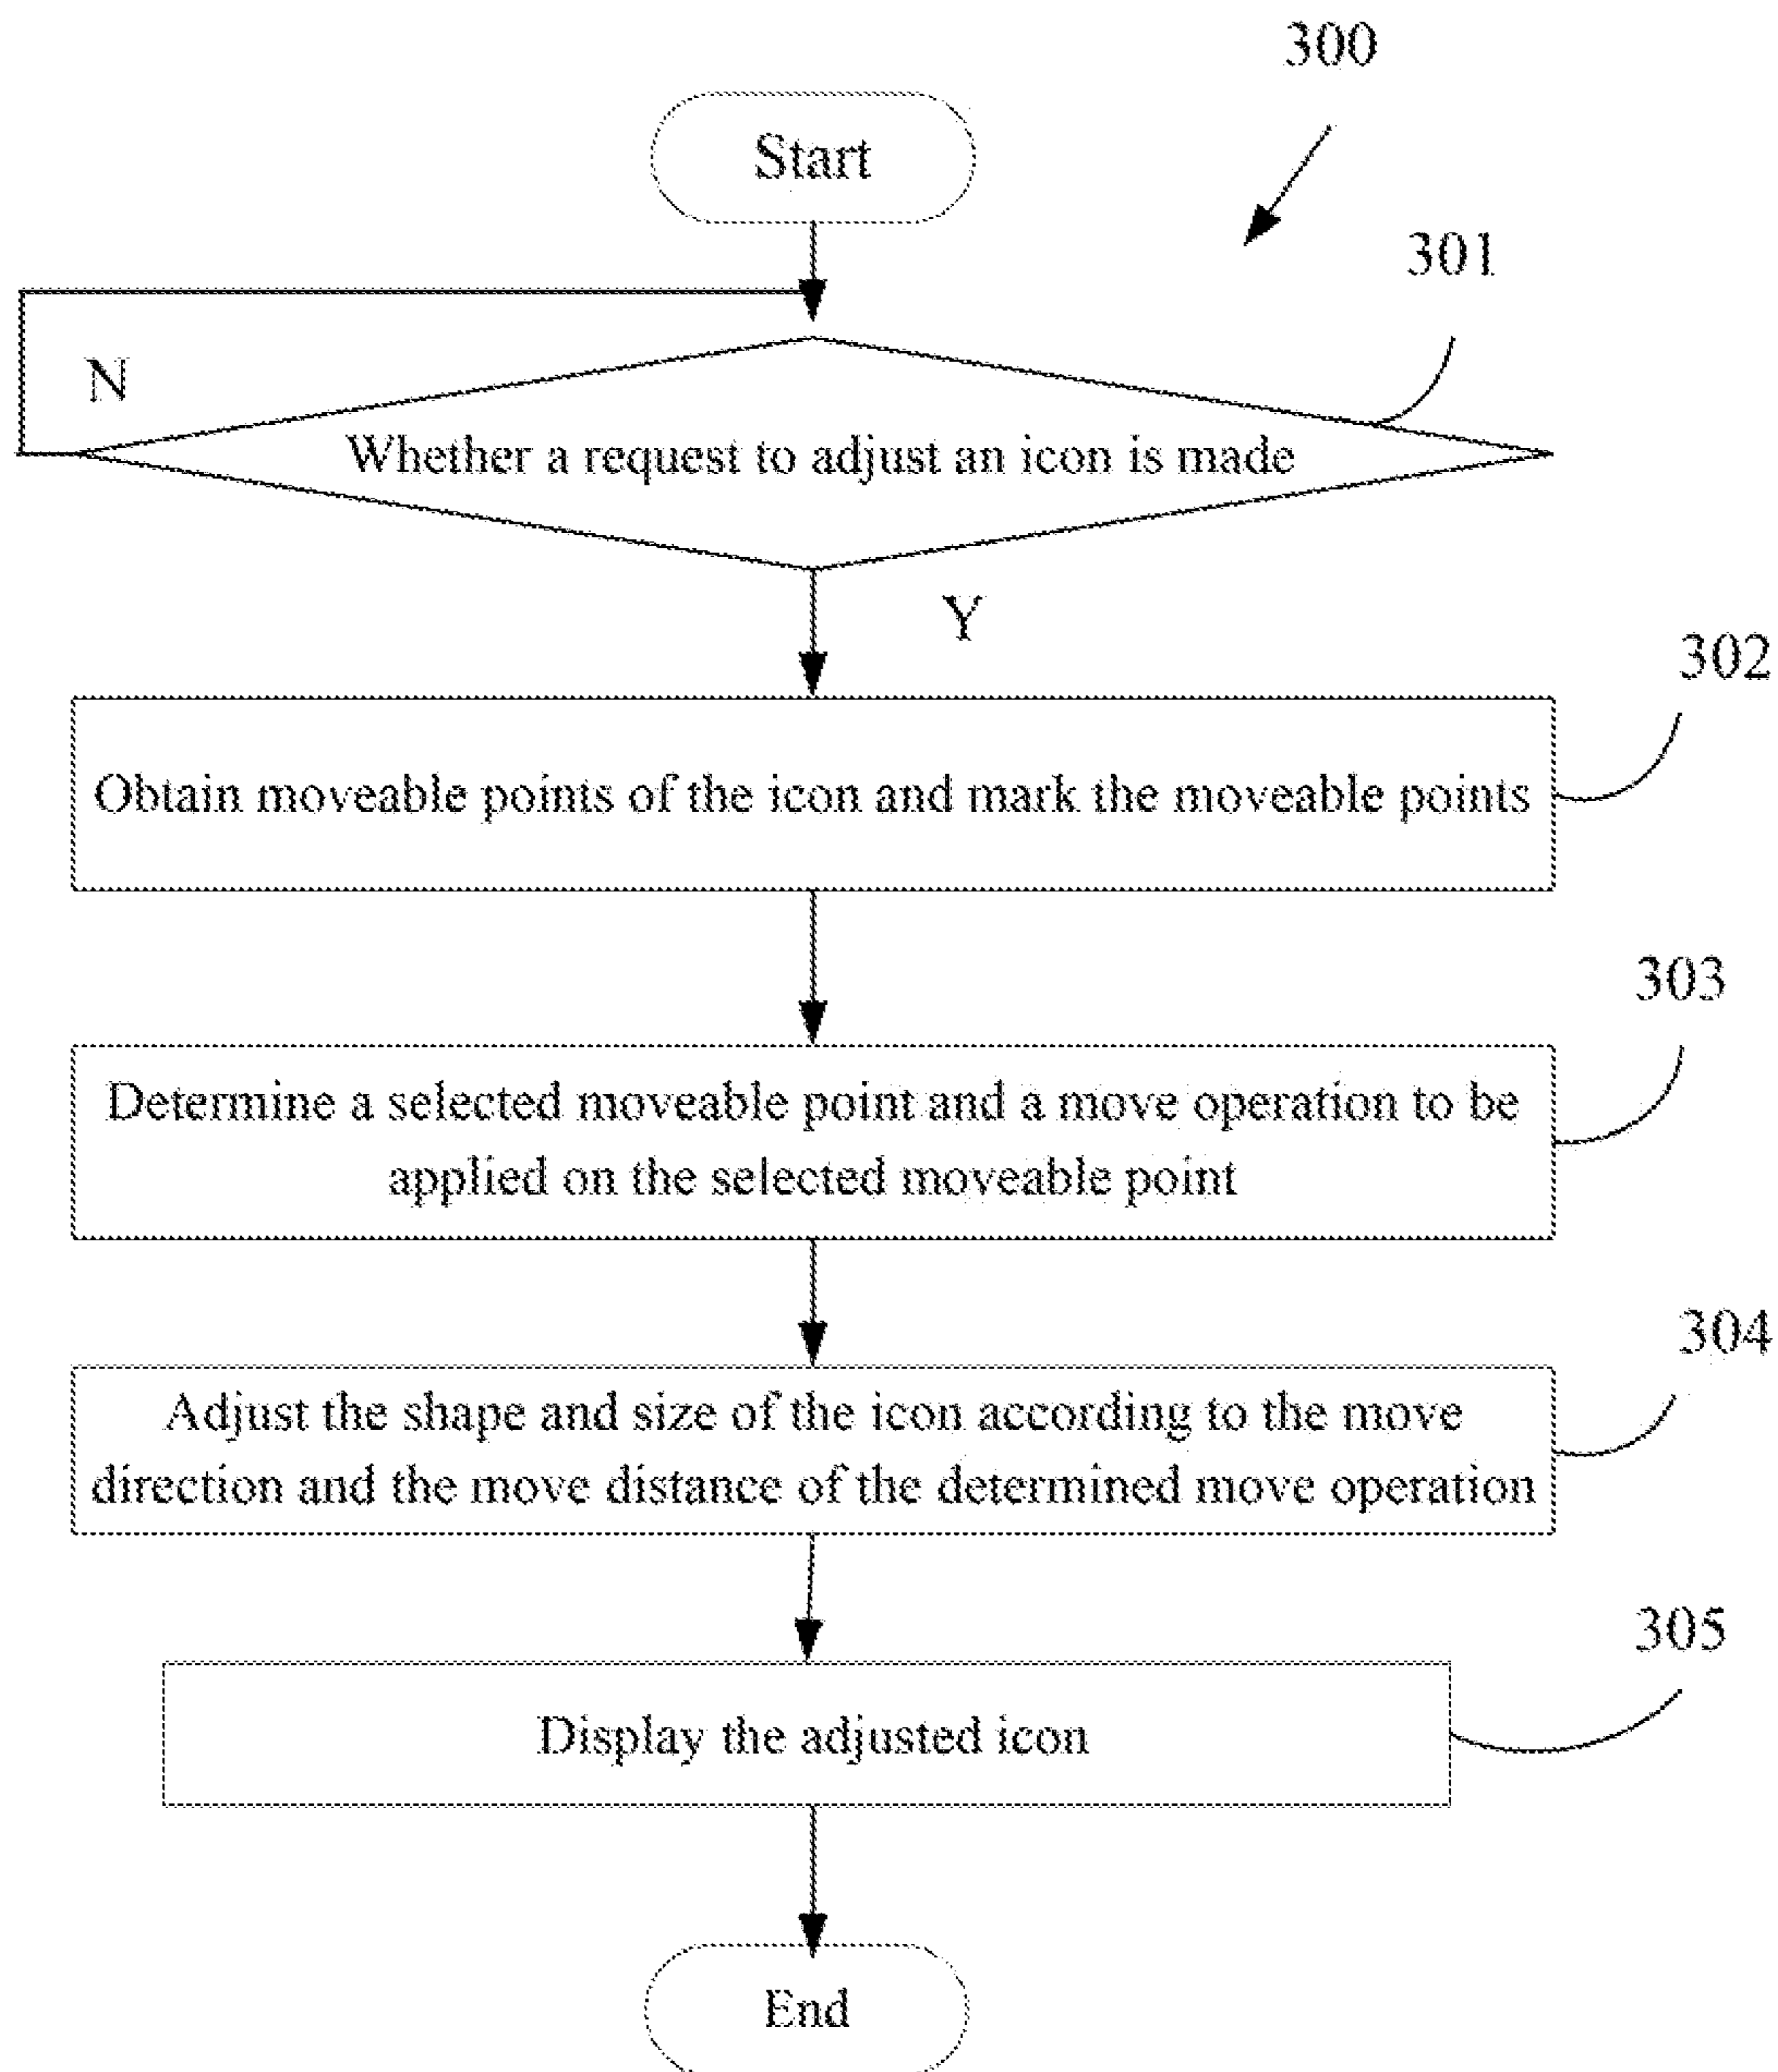 300
Start
301
N
Whether a request to adjust an icon is made
Y
302
Obtain moveable points of the icon and mark the moveable points
303
Determine a selected moveable point and a move operation to be
applied on the selected moveable point
304
Adjust the shape and size of the icon according to the move
direction and the move distance of the determined move operation
305
Display the adjusted icon
End